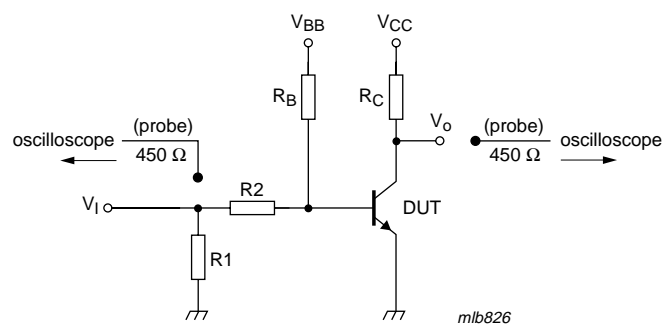 V_BB
V_CC
R_B
R_C
V_o
(probe)
oscilloscope
450 Ω
(probe)
oscilloscope
450 Ω
R2
V_I
DUT
R1
mlb826